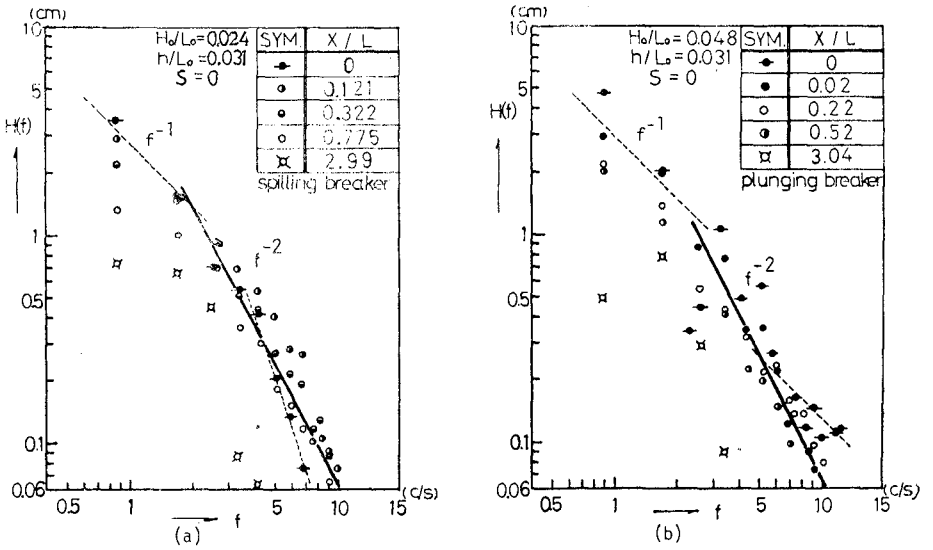 (cm)
H₀/L₀=0.024
h/L₀=0.031
S=0
SYM. X/L
0
0.121
0.322
0.775
2.99
spilling breaker
5
H(f)
1
0.5
0.1
0.06
f⁻¹
f⁻²
0.5 1 5 10 15
(c/s)
f
(a)
(cm)
H₀/L₀=0.048
h/L₀=0.031
S=0
SYM. X/L
0
0.02
0.22
0.52
3.04
plunging breaker
5
H(f)
1
0.5
0.1
0.06
f⁻¹
f⁻²
0.5 1 5 10 15
(c/s)
f
(b)